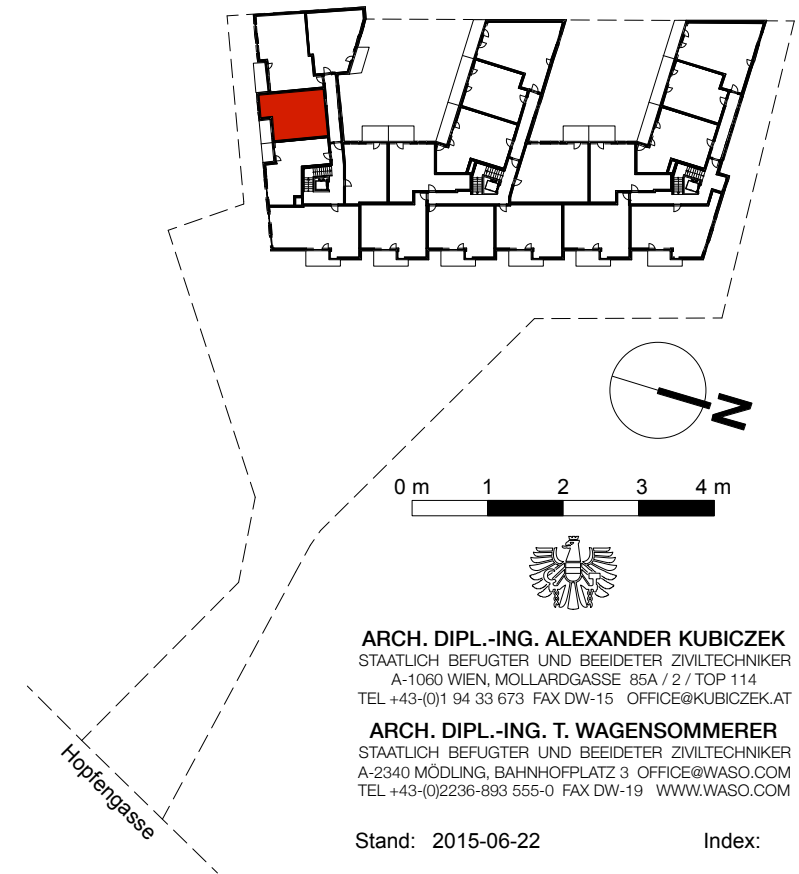 N
0 m 1 2 3 4 m
ARCH. DIPL.-ING. ALEXANDER KUBICZEK
STAATLICH BEFUGTER UND BEEIDETER ZIVILTECHNIKER
A-1060 WIEN, MOLLARDGASSE 85A / 2 / TOP 114
TEL +43-(0)1 94 33 673 FAX DW-15 OFFICE@KUBICZEK.AT
ARCH. DIPL.-ING. T. WAGENSOMMERER
STAATLICH BEFUGTER UND BEEIDETER ZIVILTECHNIKER
A-2340 MÖDLING, BAHNHOFPLATZ 3 OFFICE@WASO.COM
TEL +43-(0)2236-893 555-0 FAX DW-19 WWW.WASO.COM
Hopfengasse
Stand: 2015-06-22 Index: